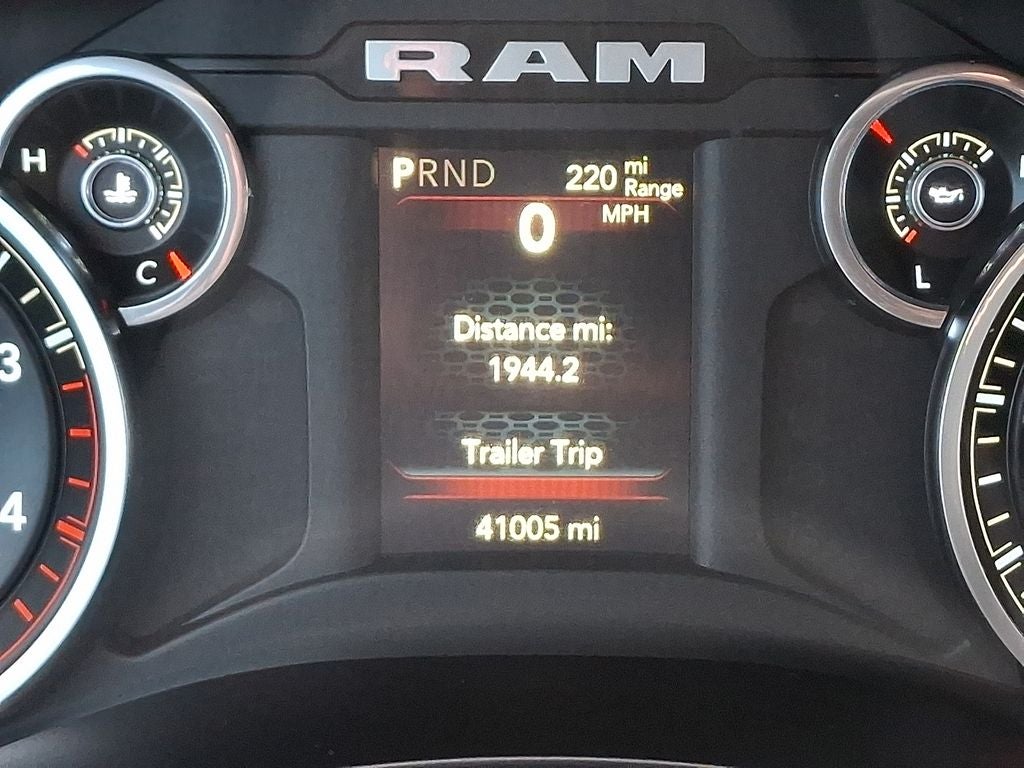 RAM
H
PRND
220 mi Range
0 MPH
C
L
Distance mi:
1944.2
3
Trailer Trip
4
41005 mi